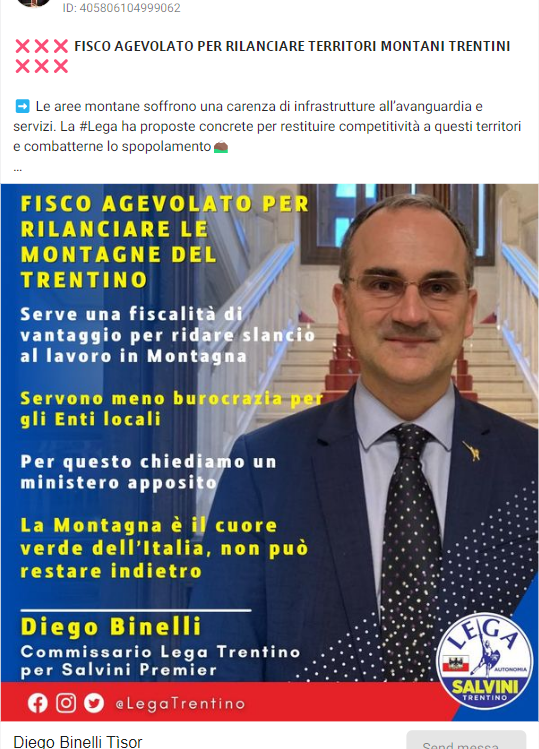 ID: 405806104999062
❌❌❌ FISCO AGEVOLATO PER RILANCIARE TERRITORI MONTANI TRENTINI
❌❌❌
➡️ Le aree montane soffrono una carenza di infrastrutture all'avanguardia e
servizi. La #Lega ha proposte concrete per restituire competitività a questi territori
e combatterne lo spopolamento
...
FISCO AGEVOLATO PER
RILANCIARE LE
MONTAGNE DEL
TRENTINO
Serve una fiscalità di
vantaggio per ridare slancio
al lavoro in Montagna
Servono meno burocrazia per
gli Enti locali
Per questo chiediamo un
ministero apposito
La Montagna è il cuore
verde dell'Italia, non può
restare indietro
Diego Binelli
Commissario Lega Trentino
per Salvini Premier
@LegaTrentino
LEGA
AUTONOMIA
SALVINI
TRENTINO
Diego Binelli Tisor
Send messa...